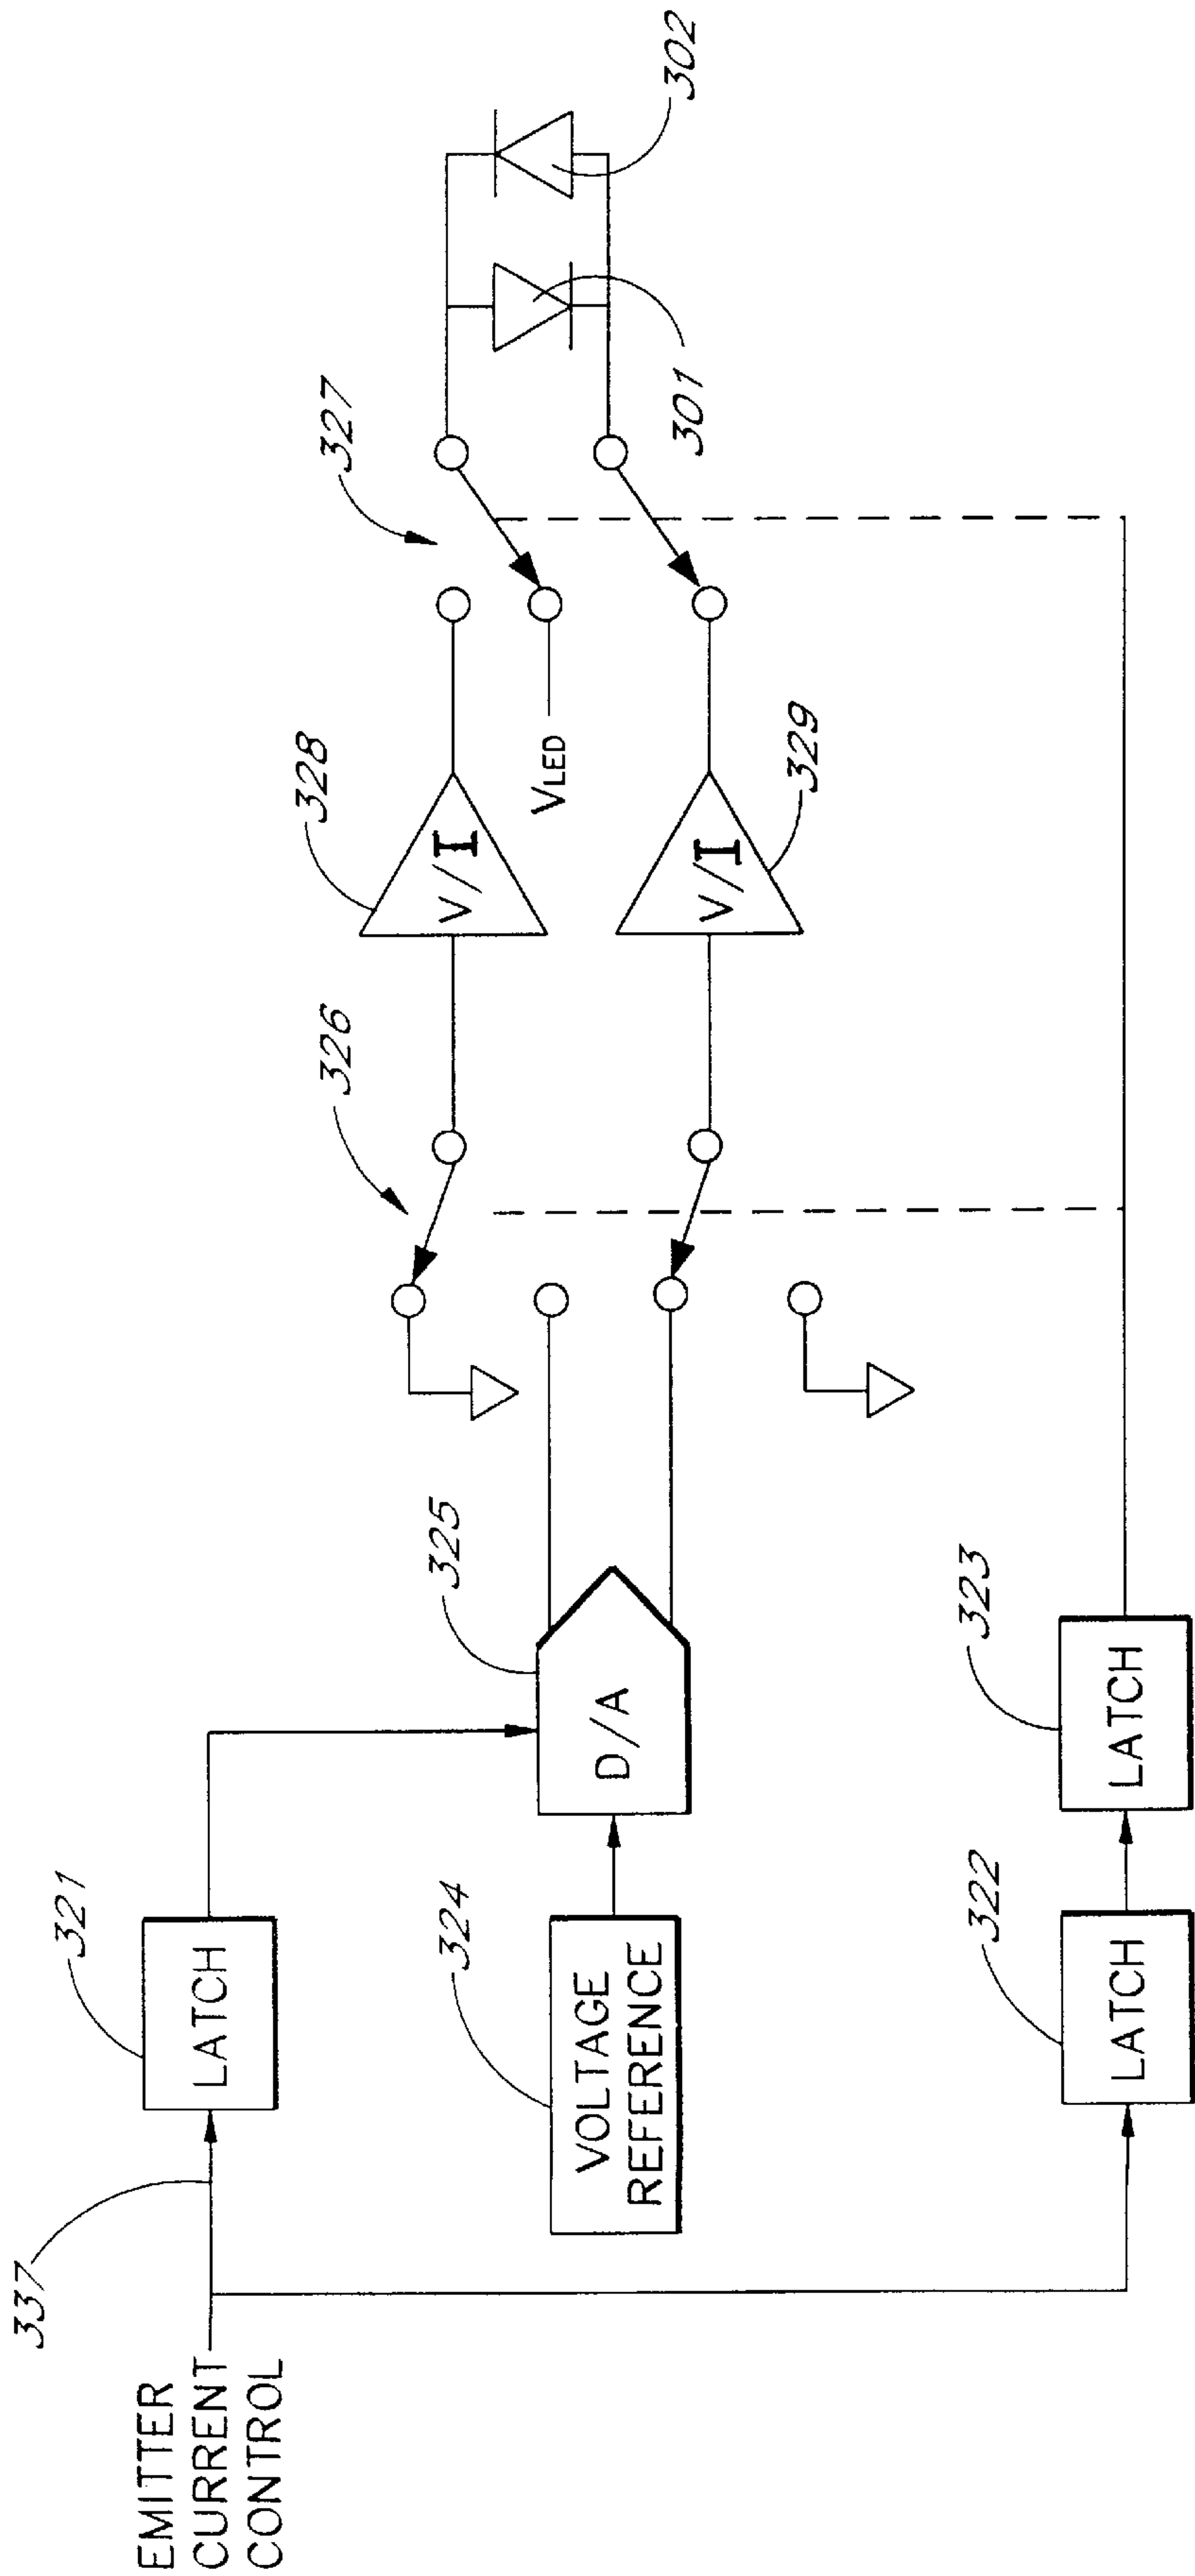 EMITTER
CURRENT
CONTROL
337
LATCH
321
VOLTAGE
REFERENCE
324
D/A
325
LATCH
322
LATCH
323
326
V/I
328
V/I
329
VLED
327
301
302